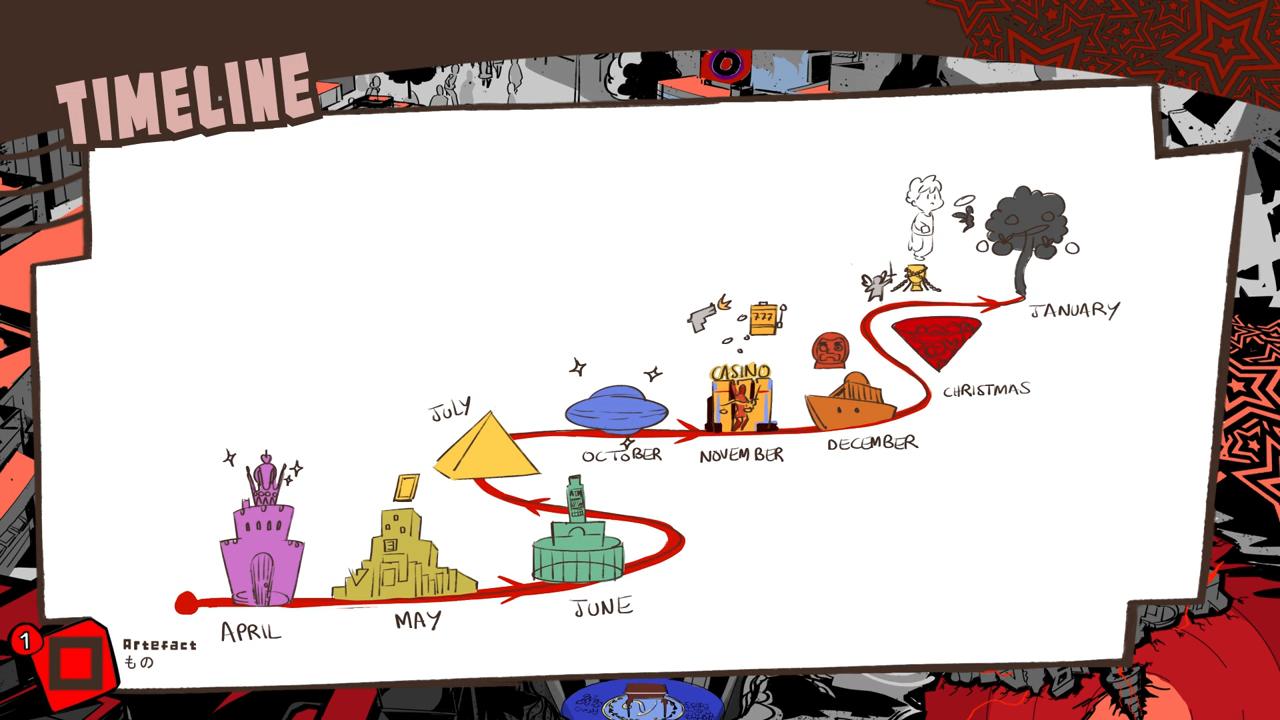 TIMELINE
JANUARY
777
CASINO
CHRISTMAS
JULY
OCTOBER
NOVEMBER
DECEMBER
APRIL
MAY
JUNE
1
Artefact
もの